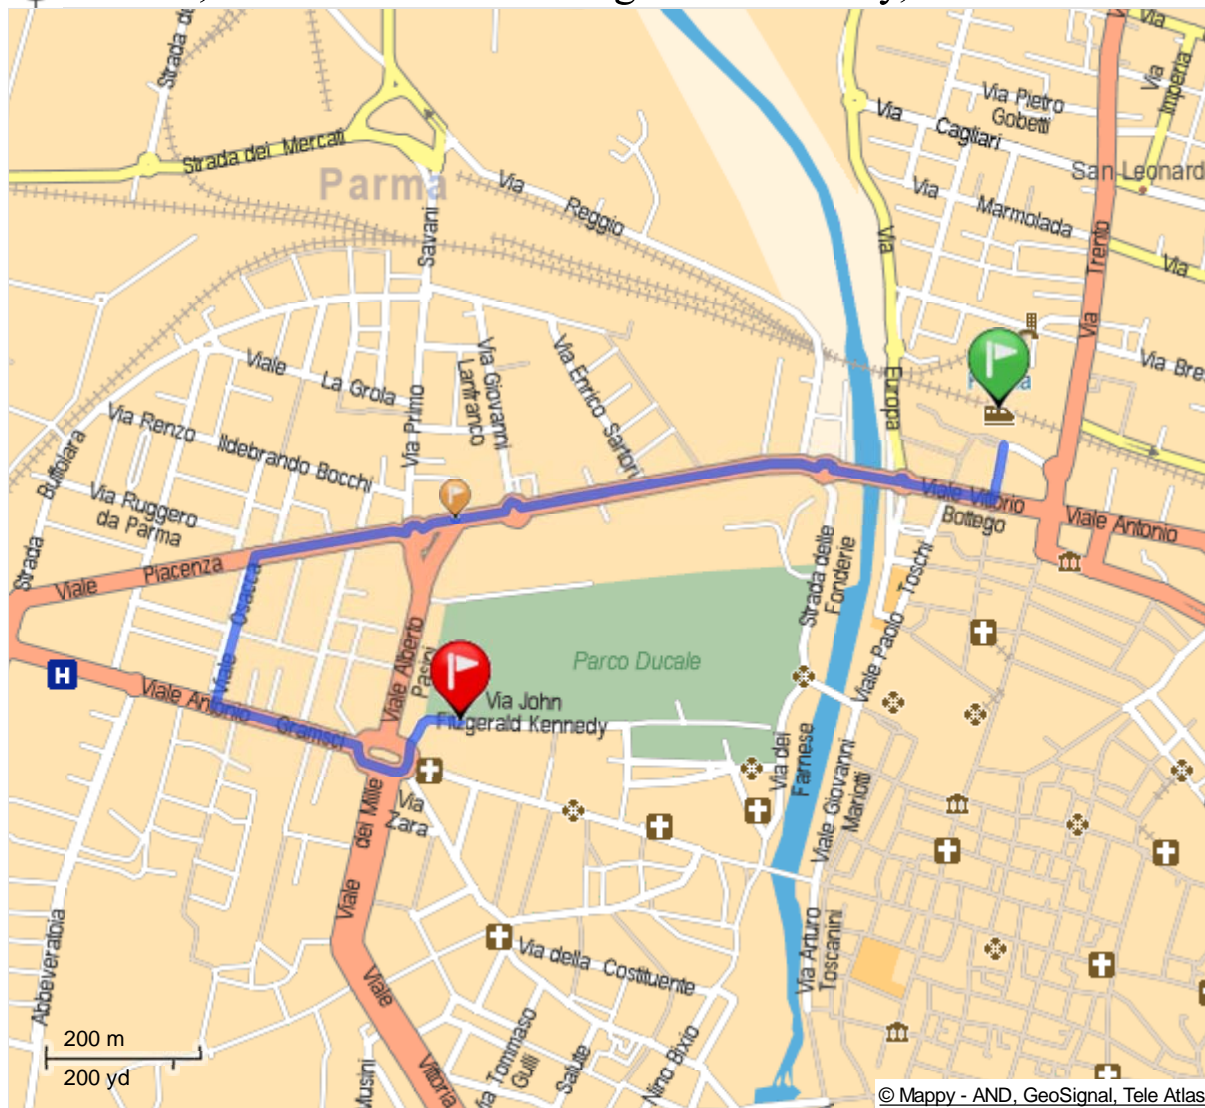 Strada dei Mercati
Parma
Via
Reggio
Savani
Via Pietro
Gobetti
Via
Imperia
Via
Via
Cagliari
San Leonard
Via
Marmolada
Via
Via
Via Trento
Via Bres
Europa
Viale
La Grola
Via Primo
Via Giovanni
Lanfranco
Via Enrico Sartori
Via Renzo
Ildebrando Bocchi
Strada Buffolara
Via Ruggero
da Parma
Viale Vittorio
Bottego
Viale Antonio
Viale
Piacenza
Viale Osacca
Viale Alberto
Pasini
Parco Ducale
Strada delle
Fonderie
Viale Paolo Toschi
H
Viale Antonio
Gramsci
Via John
Fitzgerald Kennedy
Via dei
Farnese
Viale Giovanni
Mariotti
Viale
dei Mille
Via
Zara
Abbeveratoia
Viale
Vittoria
Via della Costituente
Via Arturo
Toscanini
Via Tommaso
Gulli
Salute
Nino Bixio
Musini
200 m
200 yd
© Mappy - AND, GeoSignal, Tele Atlas